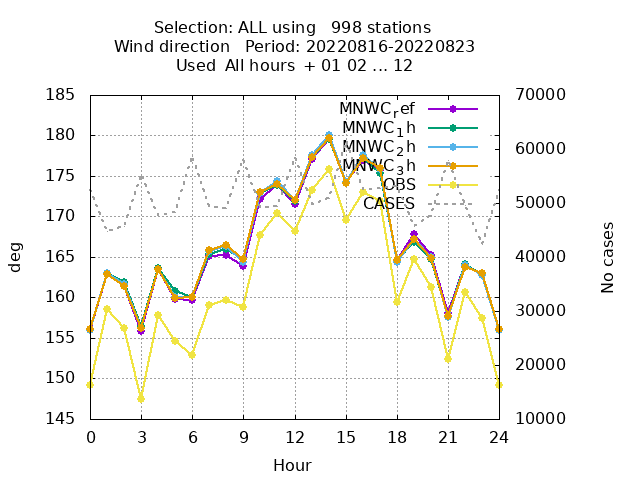 Selection: ALL using   998 stations
Wind direction   Period: 20220816-20220823
Used  All hours  + 01 02 ... 12
185
180
175
170
165
160
155
150
145
70000
60000
50000
40000
30000
20000
10000
MNWC_ref
MNWC_1h
MNWC_2h
MNWC_3h
OBS
CASES
deg
No cases
0 3 6 9 12 15 18 21 24
Hour